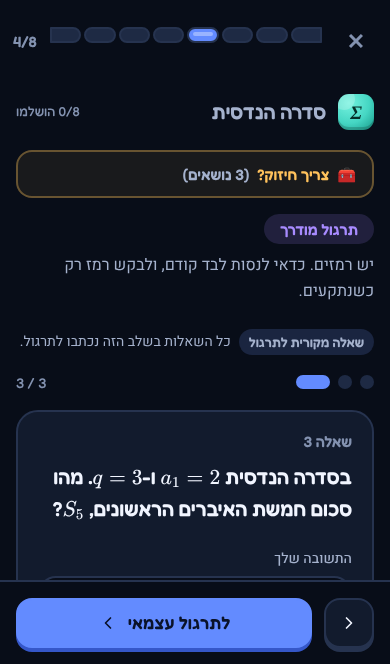 4/8
סדרה הנדסית
0/8 הושלמו
צריך חיזוק? (3 נושאים)
תרגול מודרך
יש רמזים. כדאי לנסות לבד קודם, ולבקש רמז רק
כשנתקעים.
שאלה מקורית לתרגול כל השאלות בשלב הזה נכתבו לתרגול.
3 / 3
שאלה 3
בסדרה הנדסית a₁ = 2 ו-q = 3. מהו
סכום חמשת האיברים הראשונים, S₅?
התשובה שלך
לתרגול עצמאי